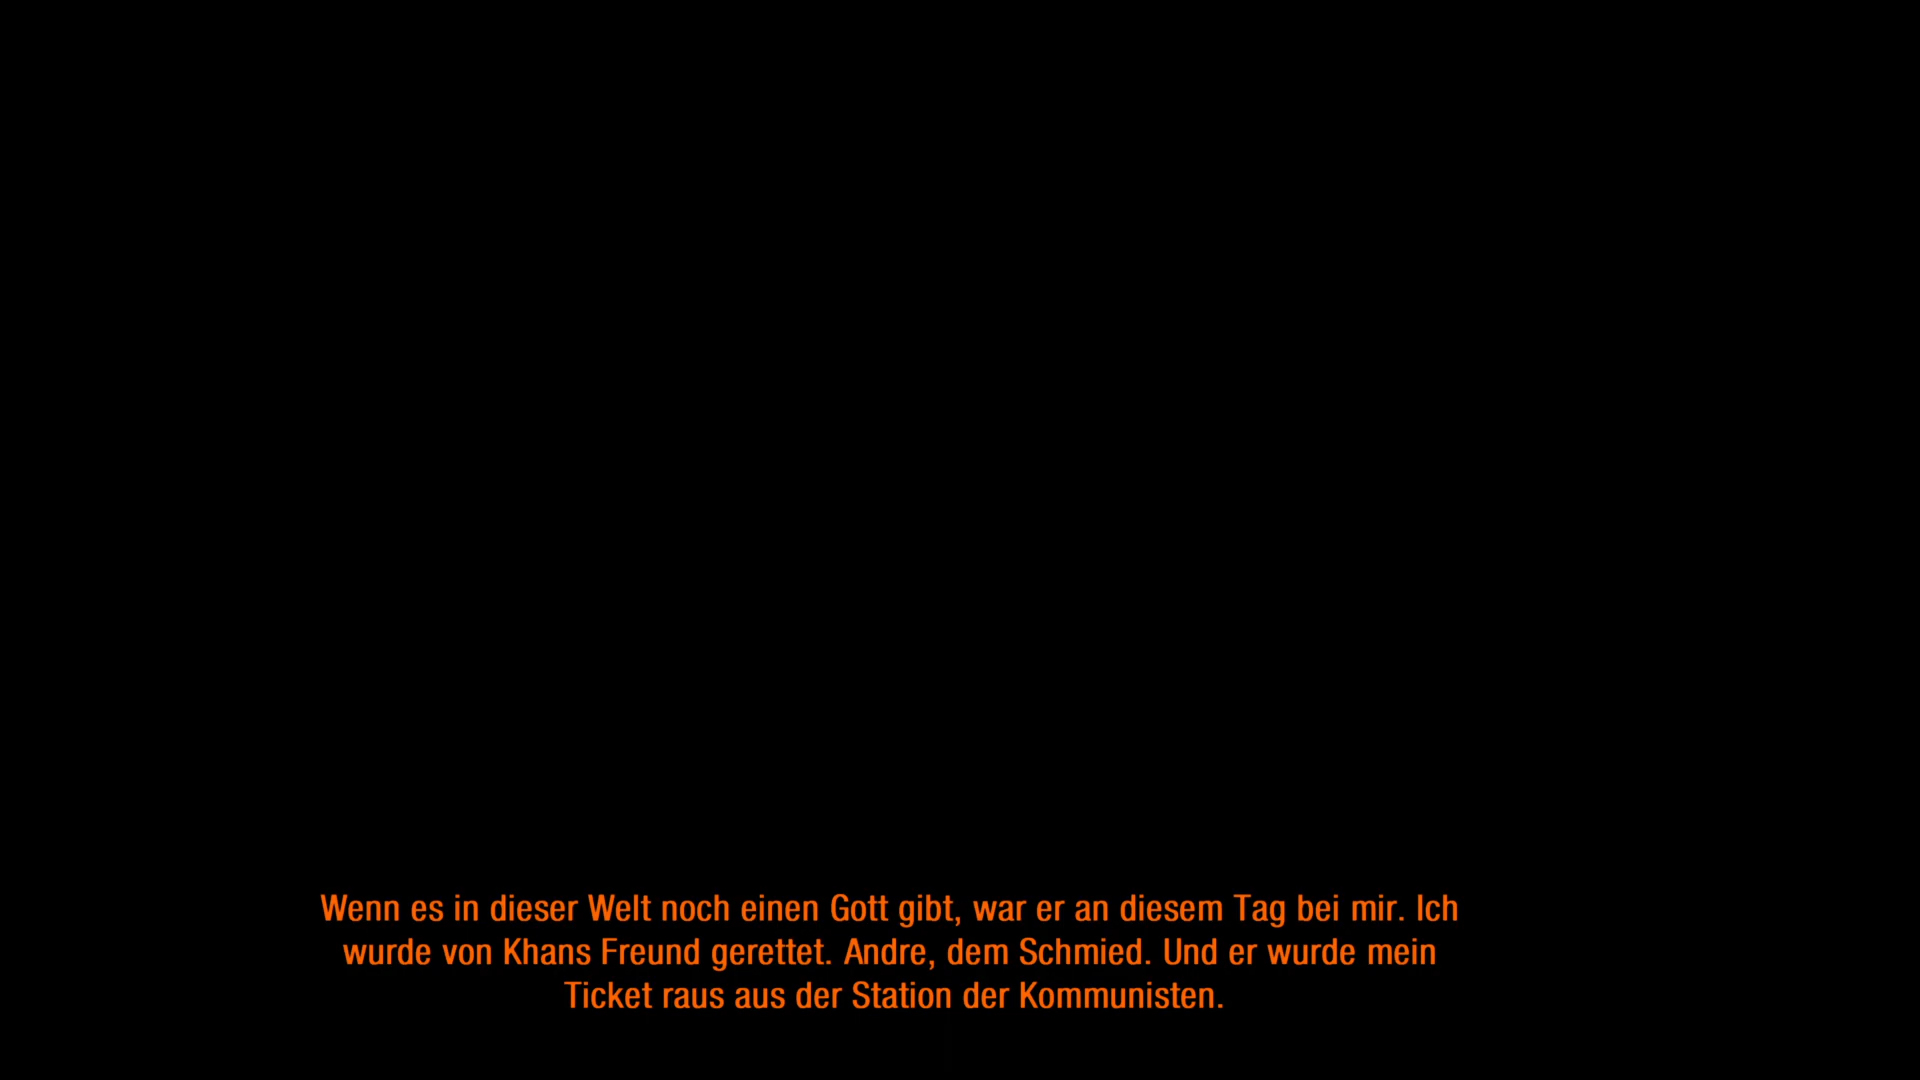 Wenn es in dieser Welt noch einen Gott gibt, war er an diesem Tag bei mir. Ich
wurde von Khans Freund gerettet. Andre, dem Schmied. Und er wurde mein
Ticket raus aus der Station der Kommunisten.